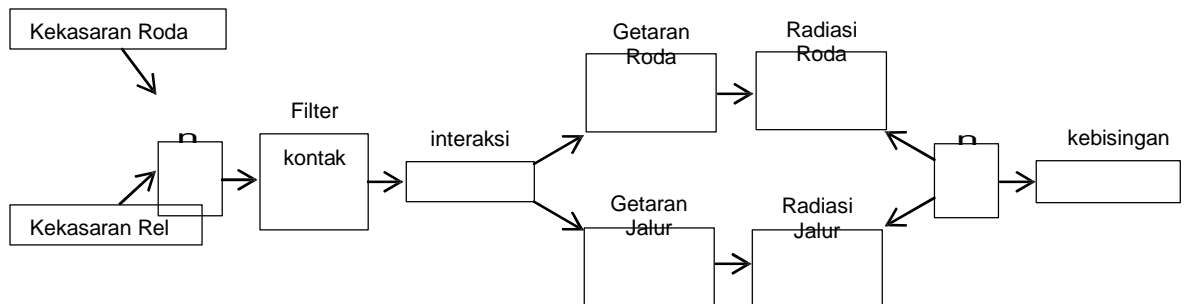 Kekasaran Roda
Kekasaran Rel
n
Filter
kontak
interaksi
Getaran
Roda
Radiasi
Roda
Getaran
Jalur
Radiasi
Jalur
n
kebisingan